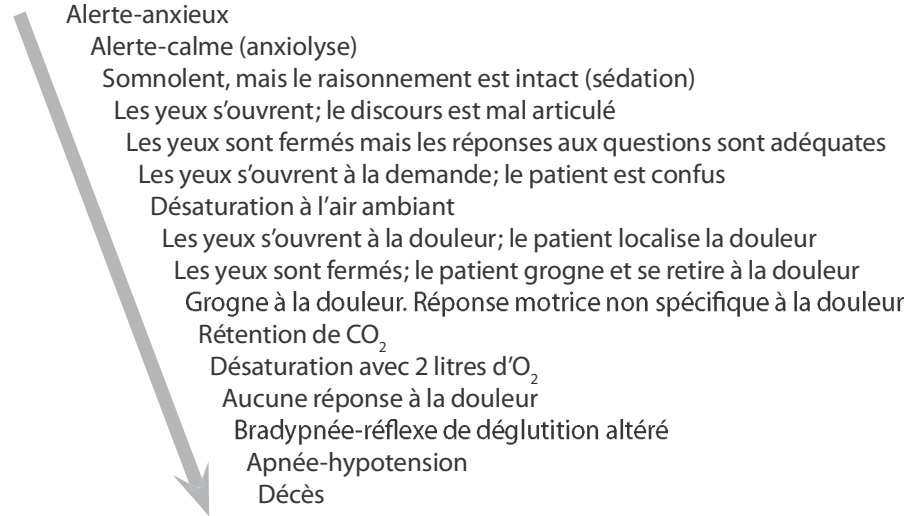 Alerte-anxieux
Alerte-calme (anxiolyse)
Somnolent, mais le raisonnement est intact (sédation)
Les yeux s’ouvrent; le discours est mal articulé
Les yeux sont fermés mais les réponses aux questions sont adéquates
Les yeux s’ouvrent à la demande; le patient est confus
Désaturation à l’air ambiant
Les yeux s’ouvrent à la douleur; le patient localise la douleur
Les yeux sont fermés; le patient grogne et se retire à la douleur
Grogne à la douleur. Réponse motrice non spécifique à la douleur
Rétention de CO₂
Désaturation avec 2 litres d’O₂
Aucune réponse à la douleur
Bradypnée-réflexe de déglutition altéré
Apnée-hypotension
Décès